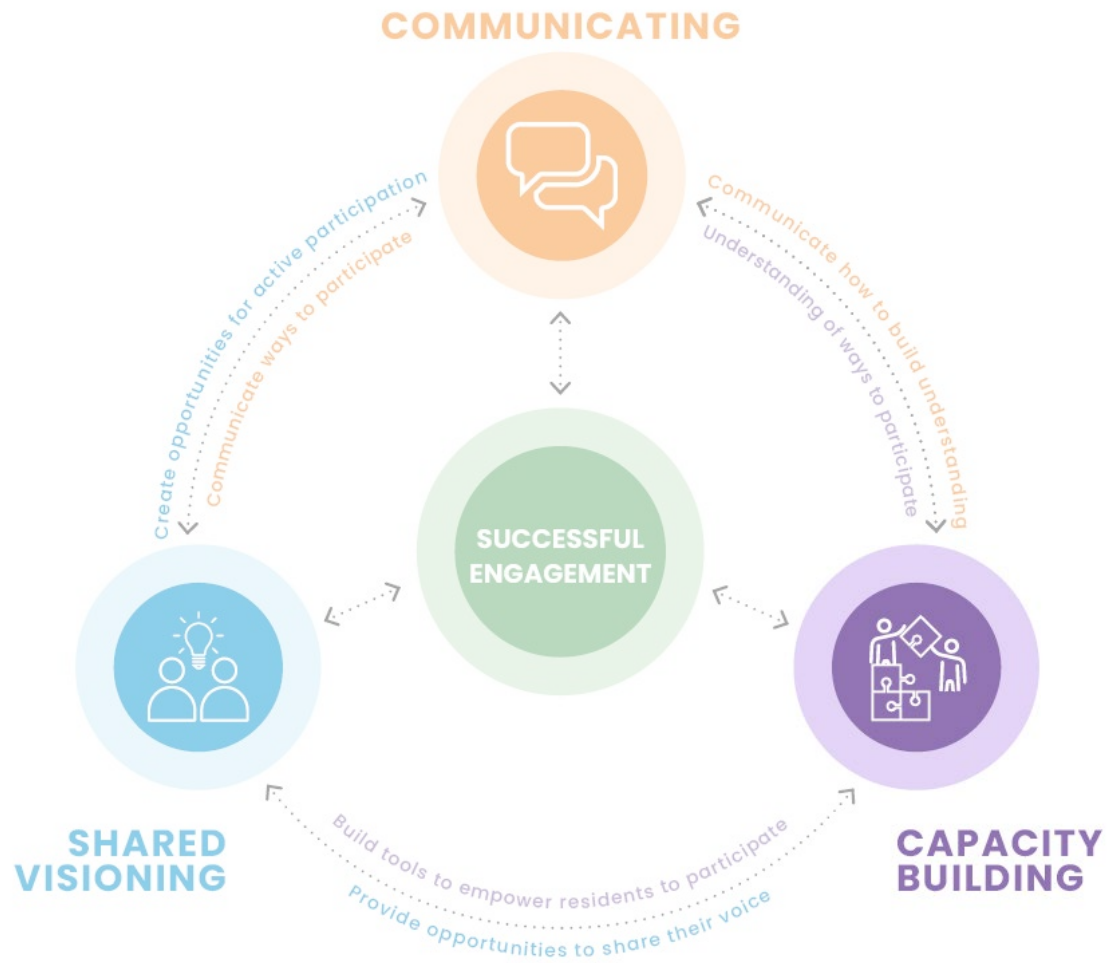 COMMUNICATING
Create opportunities for active participation
Communicate ways to participate
Communicate how to build understanding
Understanding of ways to participate
SUCCESSFUL
ENGAGEMENT
SHARED
VISIONING
CAPACITY
BUILDING
Build tools to empower residents to participate
Provide opportunities to share their voice